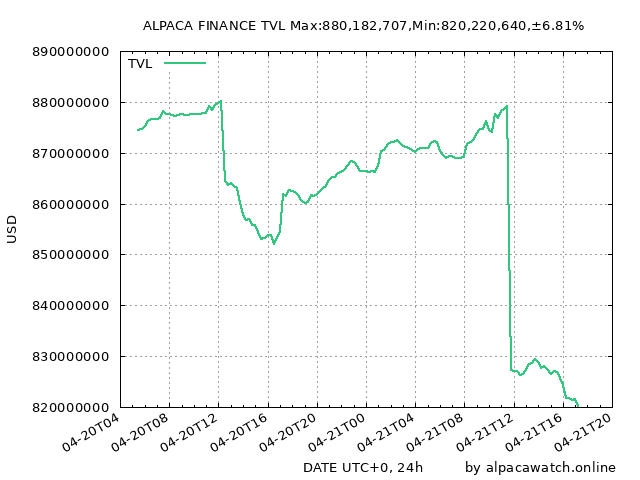 ALPACA FINANCE TVL Max:880,182,707,Min:820,220,640,±6.81%
TVL
890000000
880000000
870000000
860000000
850000000
840000000
830000000
820000000
USD
04-20T04
04-20T08
04-20T12
04-20T16
04-20T20
04-21T00
04-21T04
04-21T08
04-21T12
04-21T16
04-21T20
DATE UTC+0, 24h
by alpacawatch.online